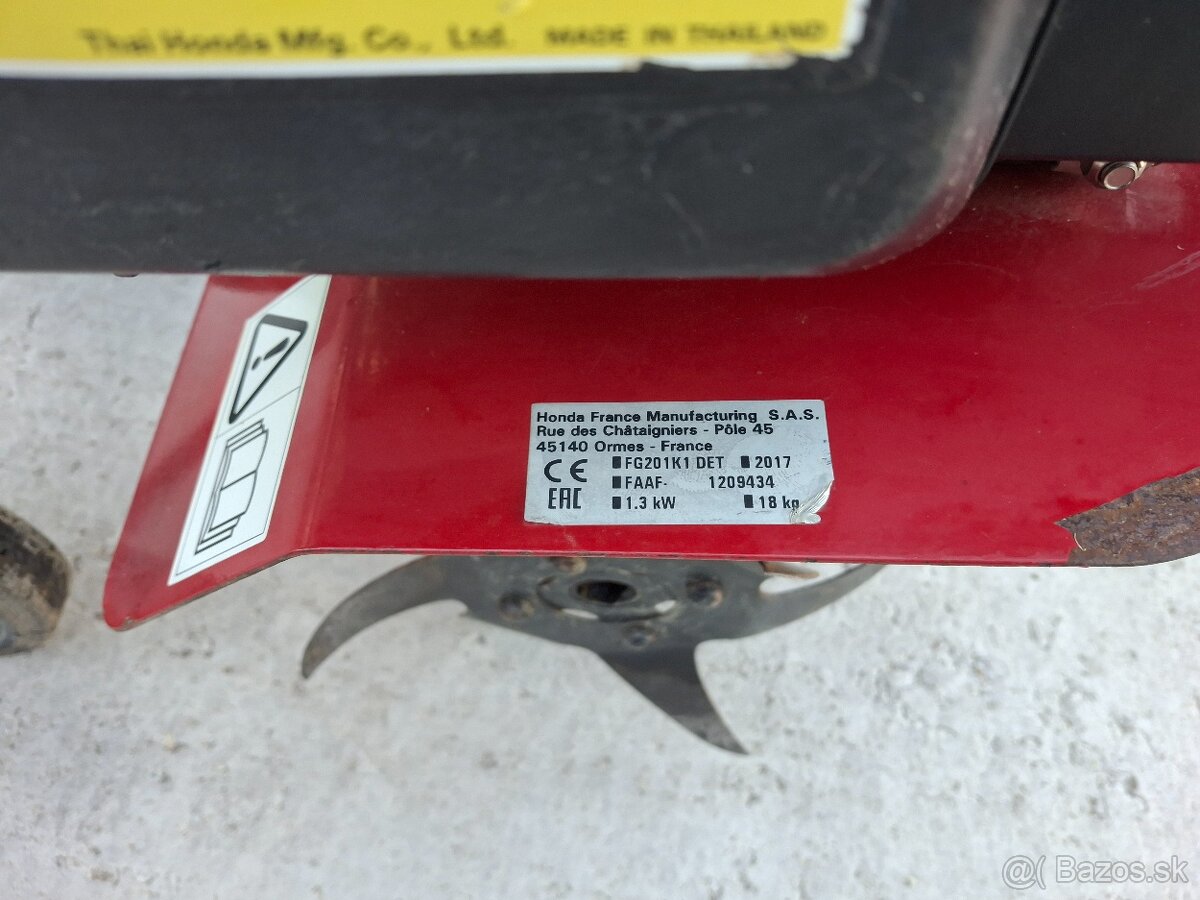 Thai Honda Mfg. Co., Ltd. MADE IN THAILAND
Honda France Manufacturing S.A.S.
Rue des Châtaigniers - Pôle 45
45140 Ormes - France
CE FG201K1 DET 2017
FAAF- 1209434
EAC 1.3 kW 18 kg
@( Bazos.sk